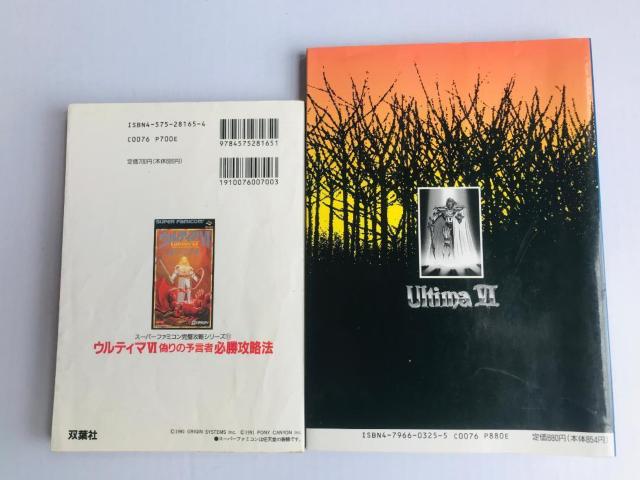 ISBN4-575-28165-4
C0076 P700E
9784575281651
定価700円(本体680円)
1910076007003
SUPER FAMICOM
ウルティマVI
スーパーファミコン完璧攻略シリーズ
ウルティマVI 偽りの予言者 必勝攻略法
双葉社
©1990 ORIGIN SYSTEMS Inc. ©1991 PONY CANYON Inc.
●スーパーファミコンは任天堂の商標です。
Ultima VI
ISBN4-7966-0325-5 C0076 P880E
定価880円(本体854円)